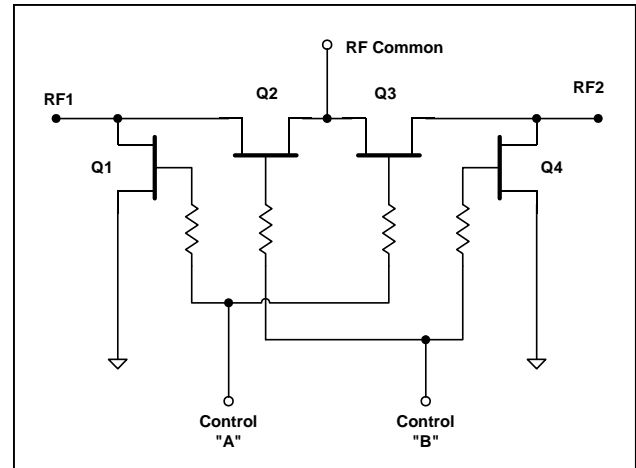 RF Common
RF1
Q2
Q3
RF2
Q1
Q4
Control
"A"
Control
"B"